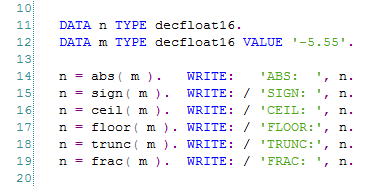 10
11 DATA n TYPE decfloat16.
12 DATA m TYPE decfloat16 VALUE '-5.55'.
13
14 n = abs( m ).   WRITE:   'ABS:  ', n.
15 n = sign( m ).  WRITE: / 'SIGN: ', n.
16 n = ceil( m ).  WRITE: / 'CEIL: ', n.
17 n = floor( m ). WRITE: / 'FLOOR:', n.
18 n = trunc( m ). WRITE: / 'TRUNC:', n.
19 n = frac( m ).  WRITE: / 'FRAC: ', n.
20